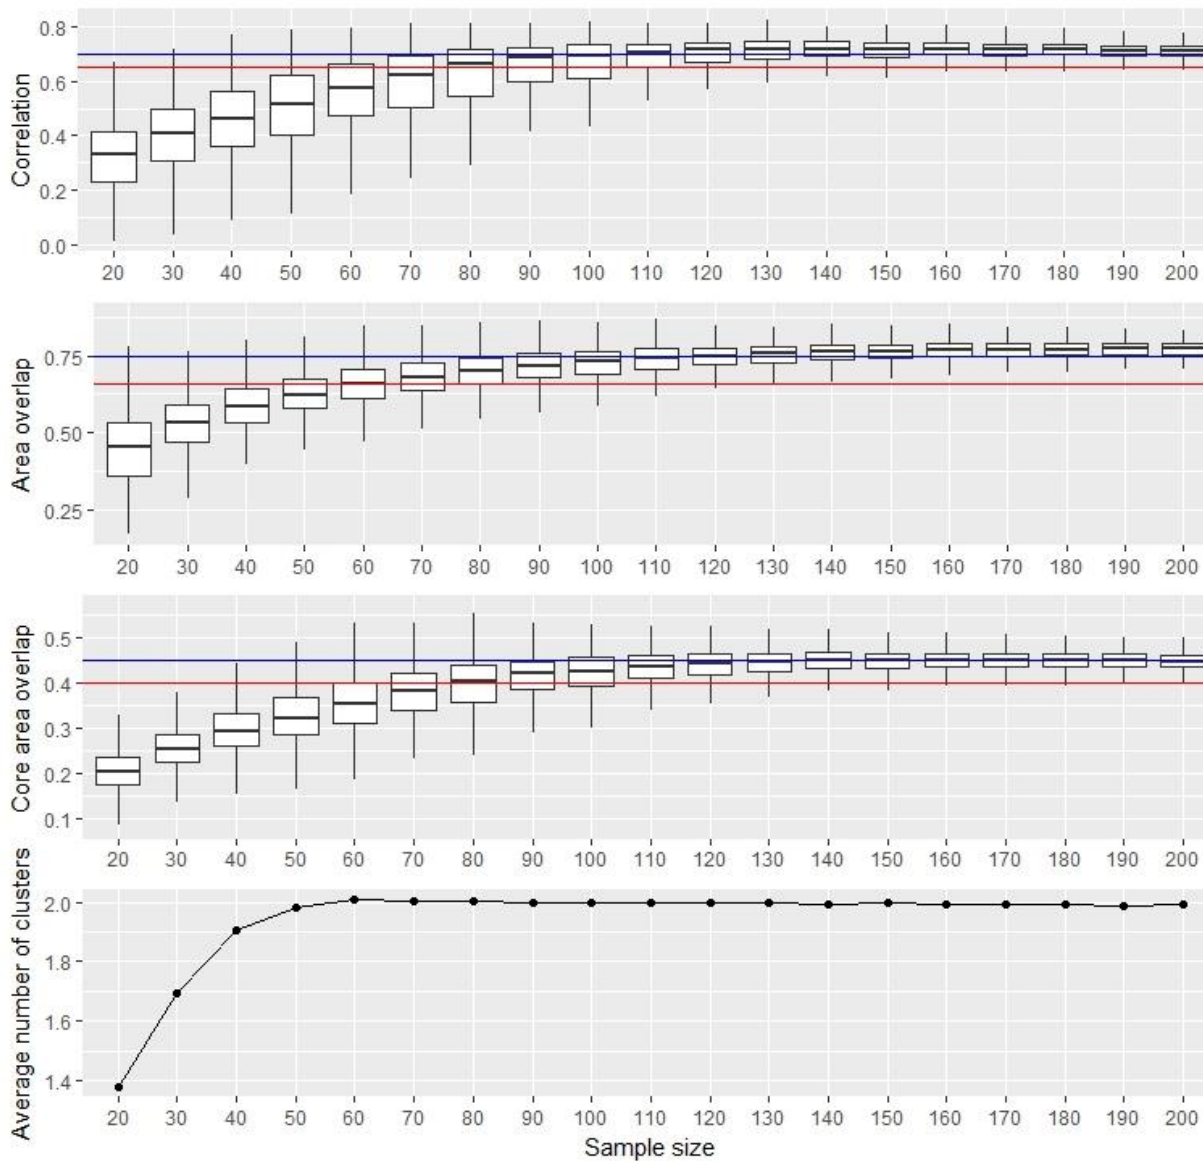 Correlation
0.8
0.6
0.4
0.2
0.0
20 30 40 50 60 70 80 90 100 110 120 130 140 150 160 170 180 190 200
Area overlap
0.75
0.50
0.25
20 30 40 50 60 70 80 90 100 110 120 130 140 150 160 170 180 190 200
Core area overlap
0.5
0.4
0.3
0.2
0.1
20 30 40 50 60 70 80 90 100 110 120 130 140 150 160 170 180 190 200
Average number of clusters
2.0
1.8
1.6
1.4
20 30 40 50 60 70 80 90 100 110 120 130 140 150 160 170 180 190 200
Sample size